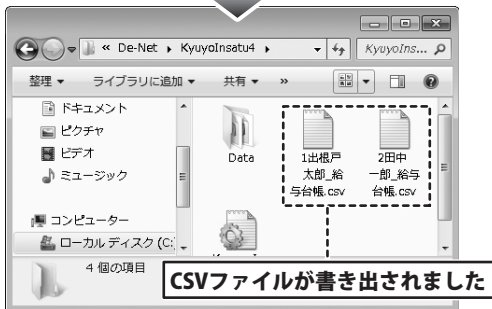 « De-Net ▸ KyuyoInsatu4 ▸
KyuyoIns...
整理 ▼ ライブラリに追加 ▼ 共有 ▼ »
ドキュメント
ピクチャ
ビデオ
ミュージック
コンピューター
ローカル ディスク (C:)
Data
1出根戸
太郎_給
与台帳.csv
2田中
一郎_給与
台帳.csv
4 個の項目
CSVファイルが書き出されました